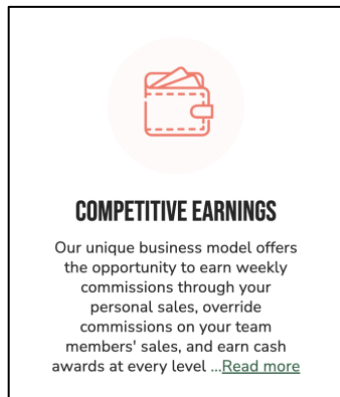 COMPETITIVE EARNINGS
Our unique business model offers
the opportunity to earn weekly
commissions through your
personal sales, override
commissions on your team
members' sales, and earn cash
awards at every level ...Read more